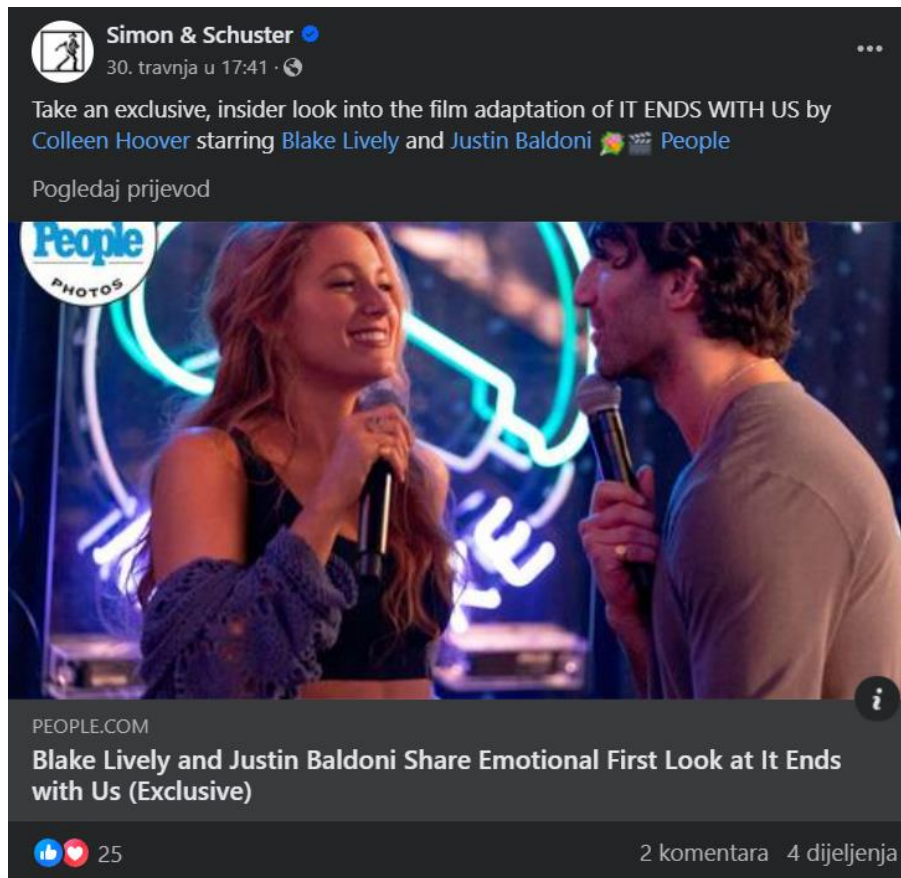 Simon & Schuster
30. travnja u 17:41 ·
Take an exclusive, insider look into the film adaptation of IT ENDS WITH US by
Colleen Hoover starring Blake Lively and Justin Baldoni 💐🎬 People
Pogledaj prijevod
People
PHOTOS
PEOPLE.COM
Blake Lively and Justin Baldoni Share Emotional First Look at It Ends
with Us (Exclusive)
25
2 komentara 4 dijeljenja